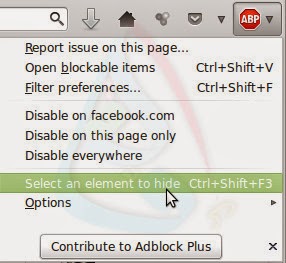 ABP
Report issue on this page...
Open blockable items Ctrl+Shift+V
Filter preferences... Ctrl+Shift+F
Disable on facebook.com
Disable on this page only
Disable everywhere
Select an element to hide Ctrl+Shift+F3
Options
Contribute to Adblock Plus